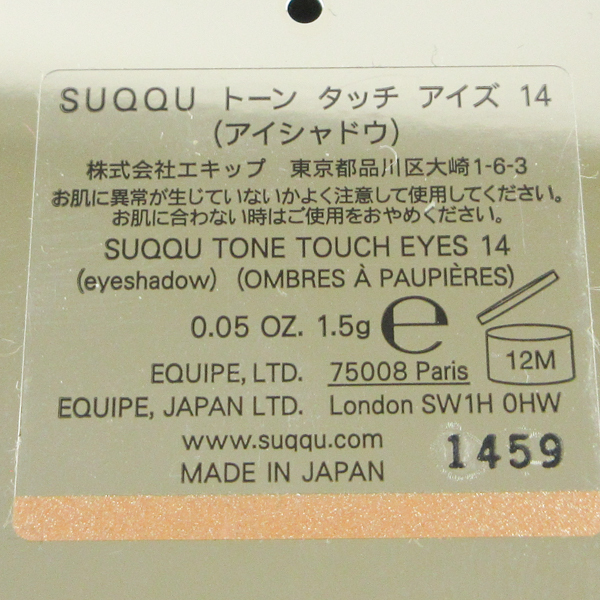 SUQQU トーン タッチ アイズ 14
(アイシャドウ)
株式会社エキップ 東京都品川区大崎1-6-3
お肌に異常が生じていないかよく注意して使用してください。
お肌に合わない時はご使用をおやめください。
SUQQU TONE TOUCH EYES 14
(eyeshadow) (OMBRES À PAUPIÈRES)
0.05 OZ. 1.5g ℮
12M
EQUIPE, LTD. 75008 Paris
EQUIPE, JAPAN LTD. London SW1H 0HW
www.suqqu.com
1459
MADE IN JAPAN